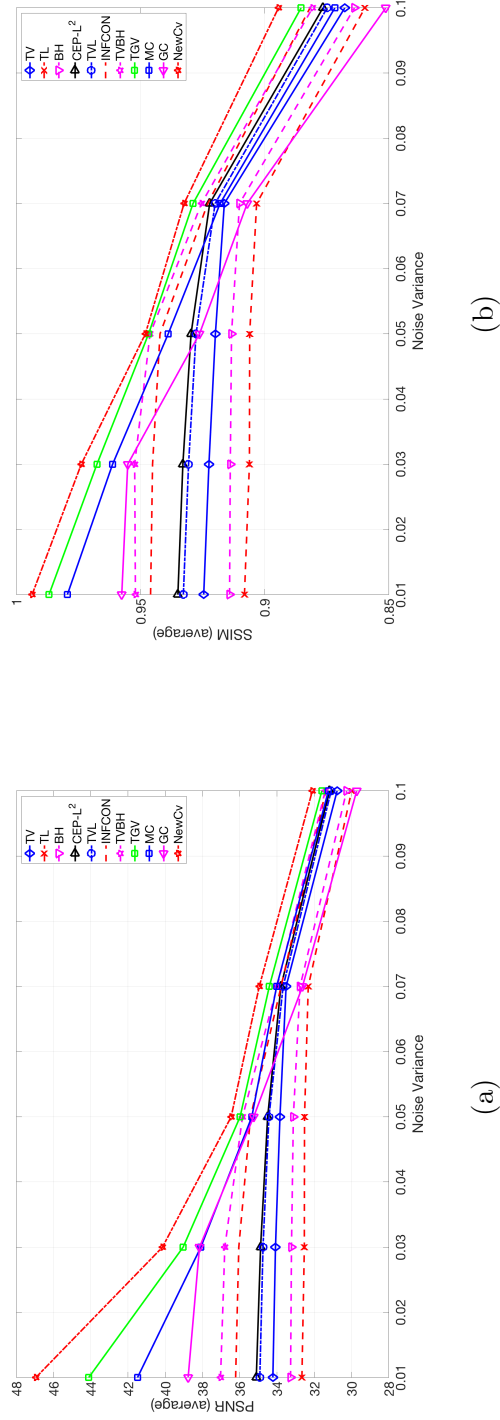 48
46
44
42
40
38
36
34
32
30
28
PSNR (average)
0.01
0.02
0.03
0.04
0.05
0.06
0.07
0.08
0.09
0.1
Noise Variance
TV
TL
BH
CEP-L²
TVL
INFCON
TVBH
TGV
MC
GC
NewCv
(a)
1
0.95
0.9
0.85
SSIM (average)
0.01
0.02
0.03
0.04
0.05
0.06
0.07
0.08
0.09
0.1
Noise Variance
TV
TL
BH
CEP-L²
TVL
INFCON
TVBH
TGV
MC
GC
NewCv
(b)